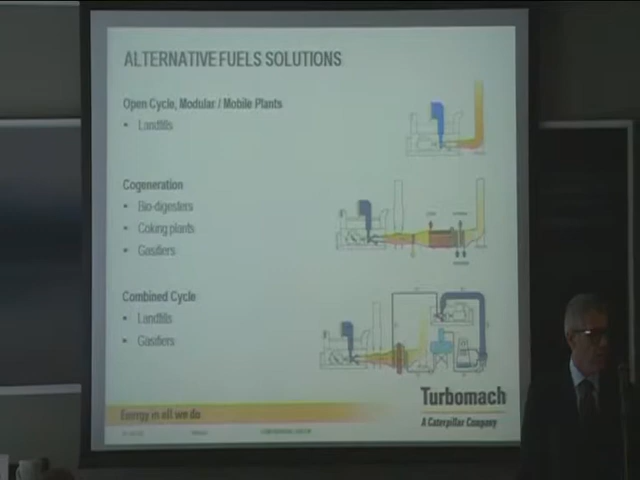 ALTERNATIVE FUELS SOLUTIONS
Open Cycle, Modular / Mobile Plants
• Landfills
Cogeneration
• Bio-digesters
• Coking plants
• Gasifiers
Combined Cycle
• Landfills
• Gasifiers
Energy in all we do
Turbomach
A Caterpillar Company